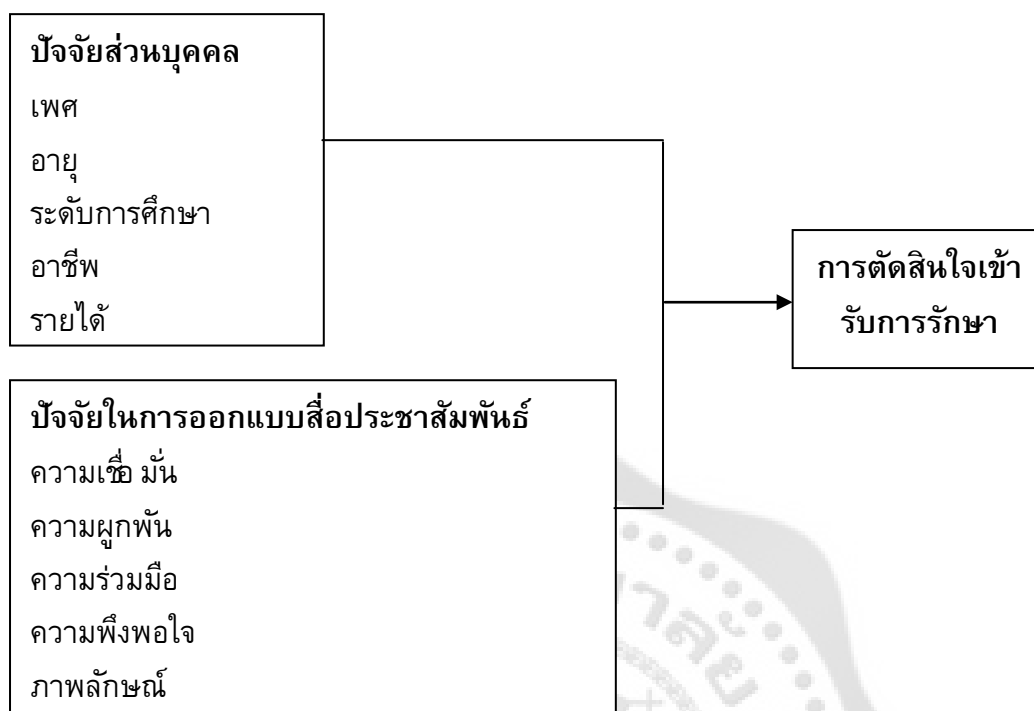 ปัจจัยส่วนบุคคล
เพศ
อายุ
ระดับการศึกษา
อาชีพ
รายได้
การตัดสินใจเข้า
รับการรักษา
ปัจจัยในการออกแบบสื่อประชาสัมพันธ์
ความเชื่อ มั่น
ความผูกพัน
ความร่วมมือ
ความพึงพอใจ
ภาพลักษณ์